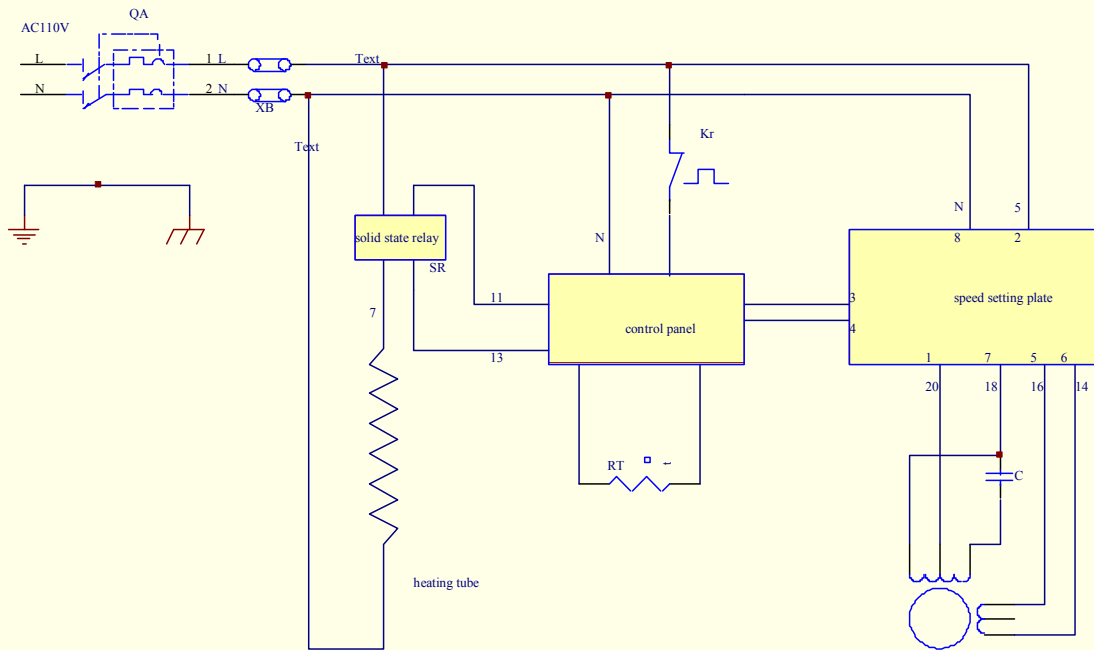 QA
AC110V
L
1 L
Text
N
2 N
XB
Text
Kr
N
5
8
2
N
solid state relay
SR
11
3
speed setting plate
7
control panel
4
13
1
7
5
6
20
18
16
14
RT
t
C
heating tube